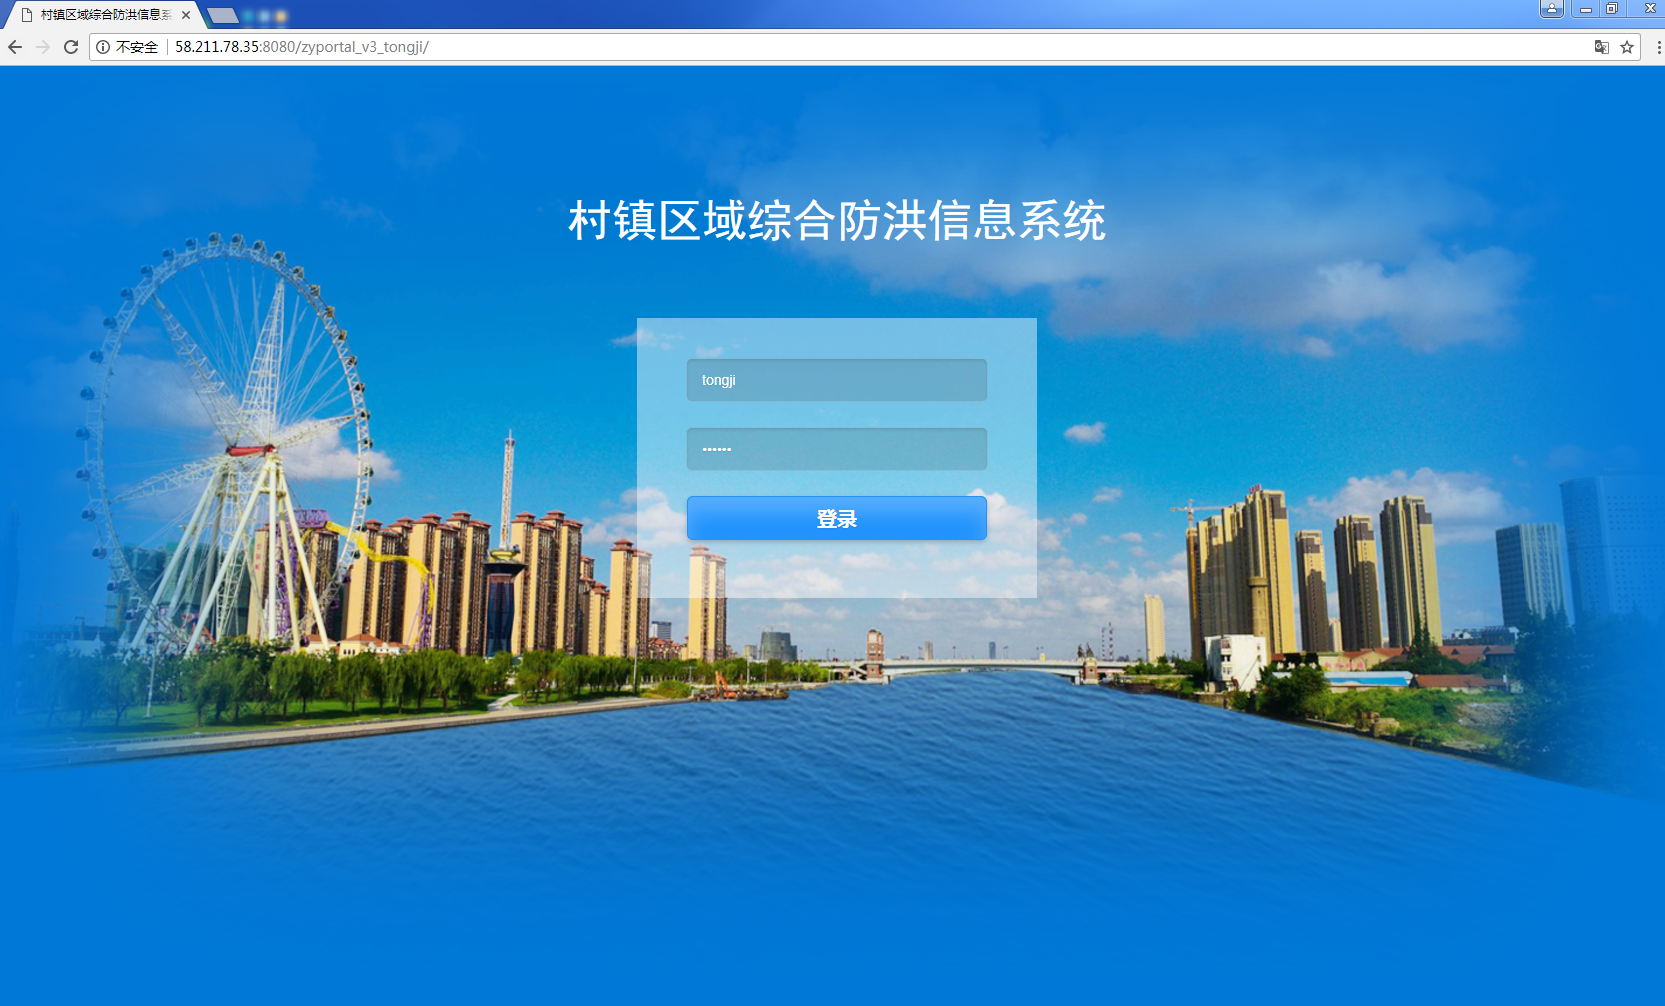 村镇区域综合防洪信息系
不安全 58.211.78.35:8080/zyportal_v3_tongji/
村镇区域综合防洪信息系统
tongji
••••••
登录